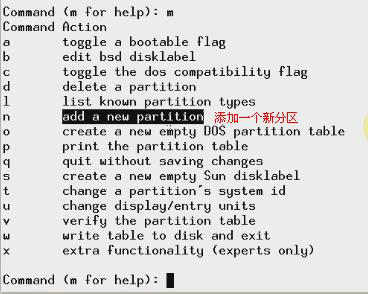 Command (m for help): m
Command Action
a toggle a bootable flag
b edit bsd disklabel
c toggle the dos compatibility flag
d delete a partition
l list known partition types
n add a new partition 添加一个新分区
o create a new empty DOS partition table
p print the partition table
q quit without saving changes
s create a new empty Sun disklabel
t change a partition's system id
u change display/entry units
v verify the partition table
w write table to disk and exit
x extra functionality (experts only)
Command (m for help):